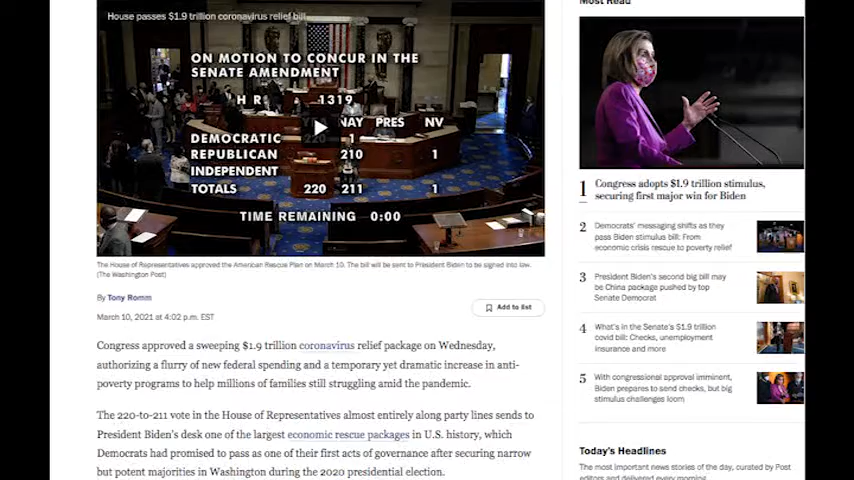 House passes $1.9 trillion coronavirus relief bill...
ON MOTION TO CONCUR IN THE
SENATE AMENDMENT
H R 1319
NAY PRES NV
DEMOCRATIC 220 1
REPUBLICAN 210 1
INDEPENDENT
TOTALS 220 211 1
TIME REMAINING 0:00
The House of Representatives approved the American Rescue Plan on March 10. The bill will be sent to President Biden to be signed into law.
(The Washington Post)
By Tony Romm
Add to list
March 10, 2021 at 4:02 p.m. EST
Congress approved a sweeping $1.9 trillion coronavirus relief package on Wednesday,
authorizing a flurry of new federal spending and a temporary yet dramatic increase in anti-
poverty programs to help millions of families still struggling amid the pandemic.
The 220-to-211 vote in the House of Representatives almost entirely along party lines sends to
President Biden's desk one of the largest economic rescue packages in U.S. history, which
Democrats had promised to pass as one of their first acts of governance after securing narrow
but potent majorities in Washington during the 2020 presidential election.
Most Read
1 Congress adopts $1.9 trillion stimulus,
securing first major win for Biden
2 Democrats' messaging shifts as they
pass Biden stimulus bill: From
economic crisis rescue to poverty relief
3 President Biden's second big bill may
be China package pushed by top
Senate Democrat
4 What's in the Senate's $1.9 trillion
covid bill: Checks, unemployment
insurance and more
5 With congressional approval imminent,
Biden prepares to send checks, but big
stimulus challenges loom
Today's Headlines
The most important news stories of the day, curated by Post
editors and delivered every morning.